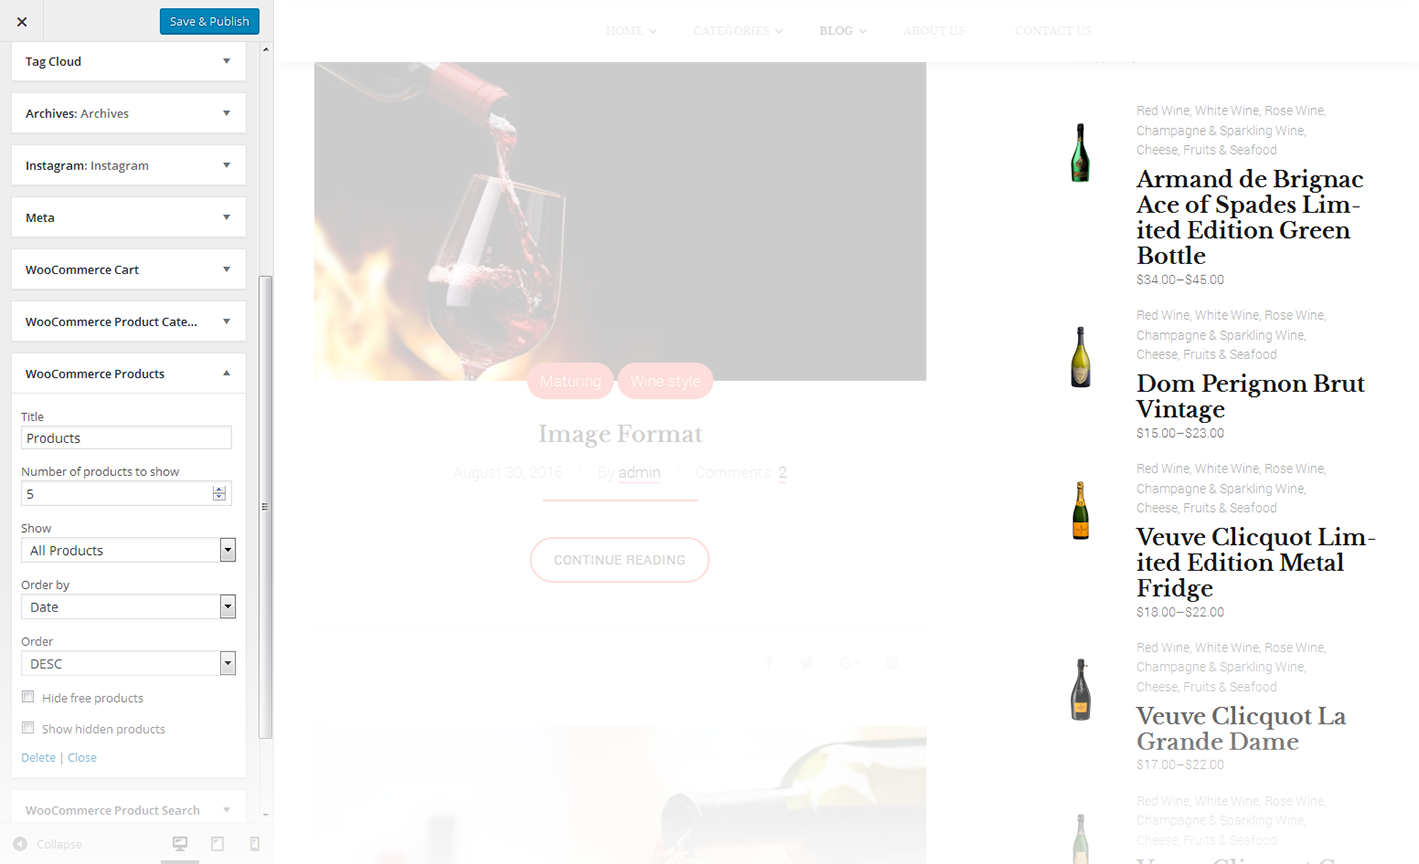 Save & Publish
Tag Cloud
Archives: Archives
Instagram: Instagram
Meta
WooCommerce Cart
WooCommerce Product Cate...
WooCommerce Products
Title
Products
Number of products to show
5
Show
All Products
Order by
Date
Order
DESC
Hide free products
Show hidden products
Delete | Close
WooCommerce Product Search
Collapse
HOME CATEGORIES BLOG ABOUT US CONTACT US
Maturing Wine style
Image Format
August 30, 2016 By admin Comments 2
CONTINUE READING
Red Wine, White Wine, Rose Wine,
Champagne & Sparkling Wine,
Cheese, Fruits & Seafood
Armand de Brignac
Ace of Spades Lim-
ited Edition Green
Bottle
$34.00–$45.00
Red Wine, White Wine, Rose Wine,
Champagne & Sparkling Wine,
Cheese, Fruits & Seafood
Dom Perignon Brut
Vintage
$15.00–$23.00
Red Wine, White Wine, Rose Wine,
Champagne & Sparkling Wine,
Cheese, Fruits & Seafood
Veuve Clicquot Lim-
ited Edition Metal
Fridge
$18.00–$22.00
Red Wine, White Wine, Rose Wine,
Champagne & Sparkling Wine,
Cheese, Fruits & Seafood
Veuve Clicquot La
Grande Dame
$17.00–$22.00
Red Wine, White Wine, Rose Wine,
Champagne & Sparkling Wine,
Cheese, Fruits & Seafood
Veuve Clicquot